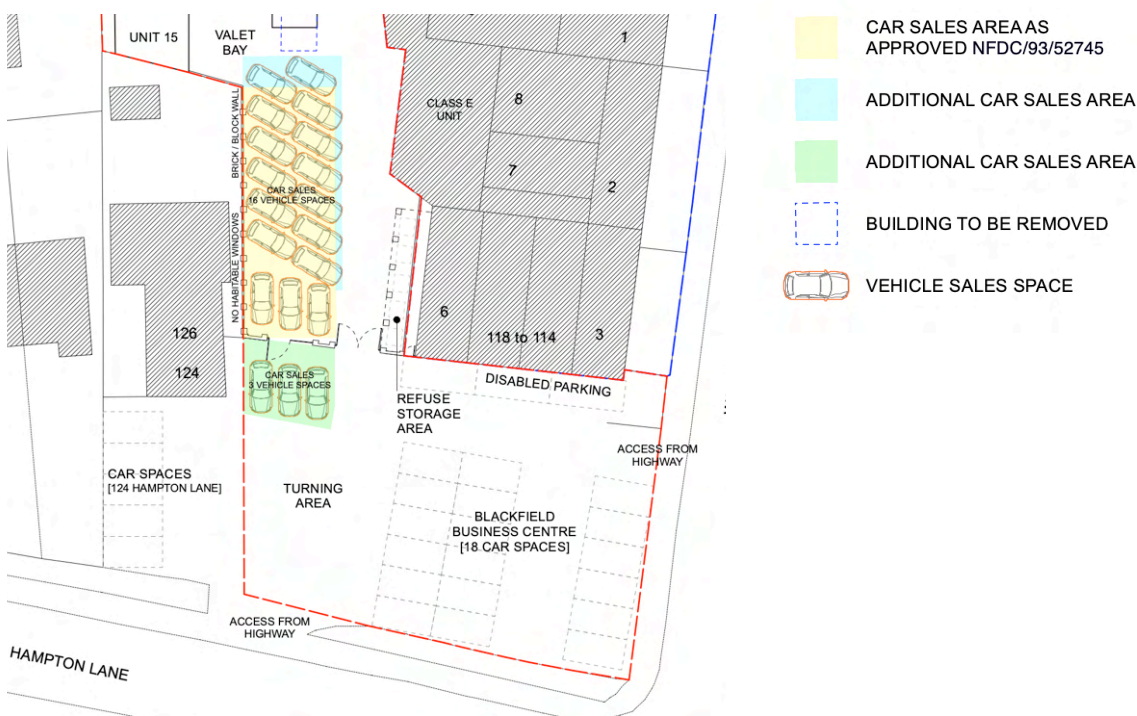 UNIT 15
VALET
BAY
1
8
CLASS E
UNIT
7
2
BRICK / BLOCK WALL
CAR SALES
16 VEHICLE SPACES
NO HABITABLE WINDOWS
6
118 to 114
3
126
124
CAR SALES
3 VEHICLE SPACES
DISABLED PARKING
REFUSE
STORAGE
AREA
ACCESS FROM
HIGHWAY
CAR SPACES
[124 HAMPTON LANE]
TURNING
AREA
BLACKFIELD
BUSINESS CENTRE
[18 CAR SPACES]
ACCESS FROM
HIGHWAY
HAMPTON LANE
CAR SALES AREA AS
APPROVED NFDC/93/52745
ADDITIONAL CAR SALES AREA
ADDITIONAL CAR SALES AREA
BUILDING TO BE REMOVED
VEHICLE SALES SPACE